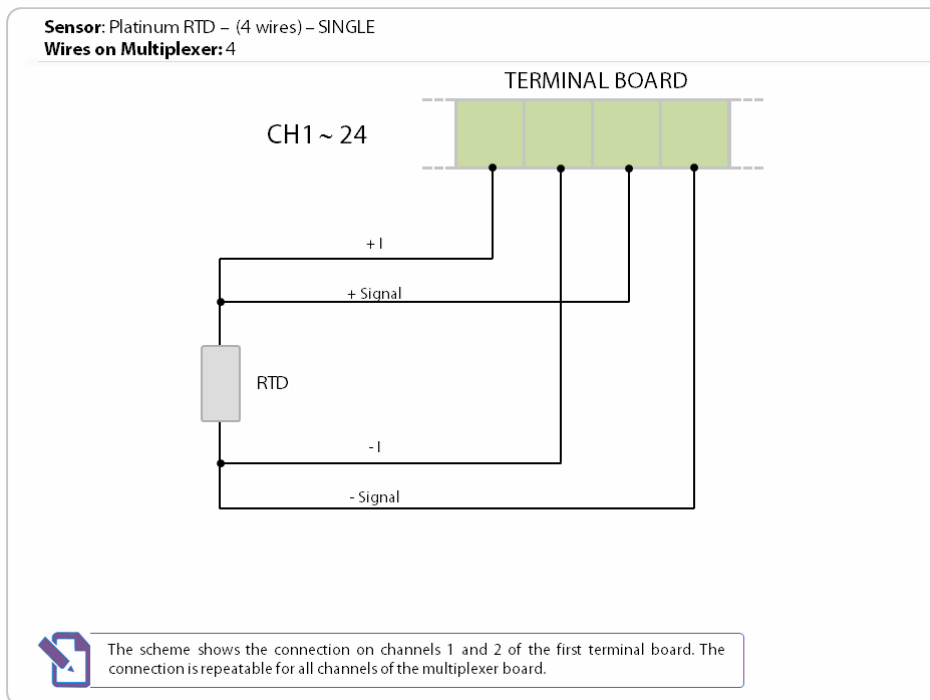 Sensor: Platinum RTD – (4 wires) – SINGLE
Wires on Multiplexer: 4
TERMINAL BOARD
CH1 ~ 24
+ I
+ Signal
RTD
- I
- Signal
The scheme shows the connection on channels 1 and 2 of the first terminal board. The
connection is repeatable for all channels of the multiplexer board.